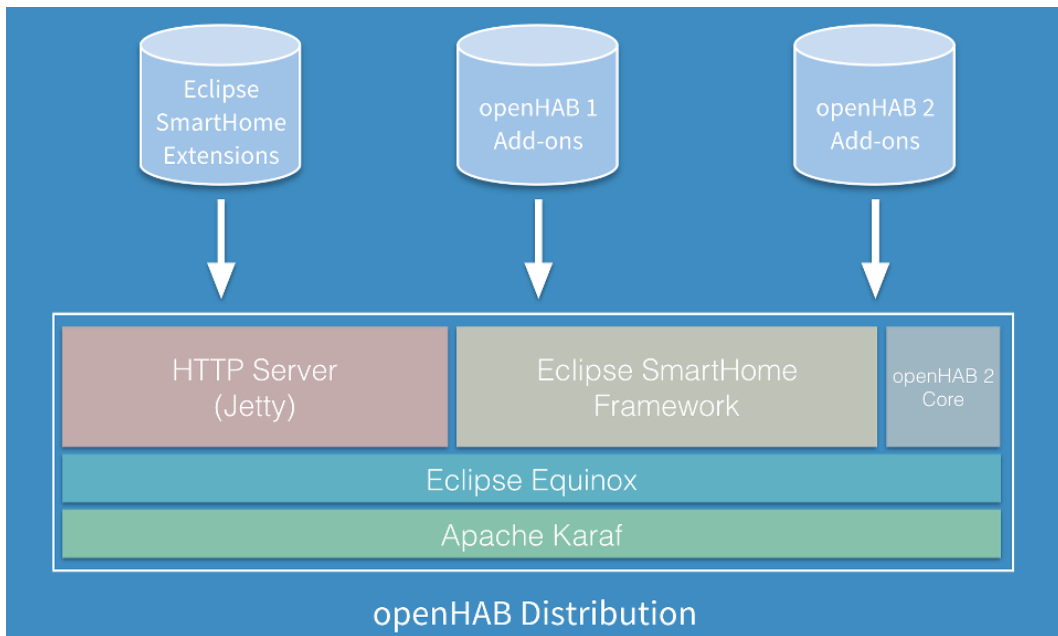 Eclipse
SmartHome
Extensions
openHAB 1
Add-ons
openHAB 2
Add-ons
HTTP Server
(Jetty)
Eclipse SmartHome
Framework
openHAB 2
Core
Eclipse Equinox
Apache Karaf
openHAB Distribution